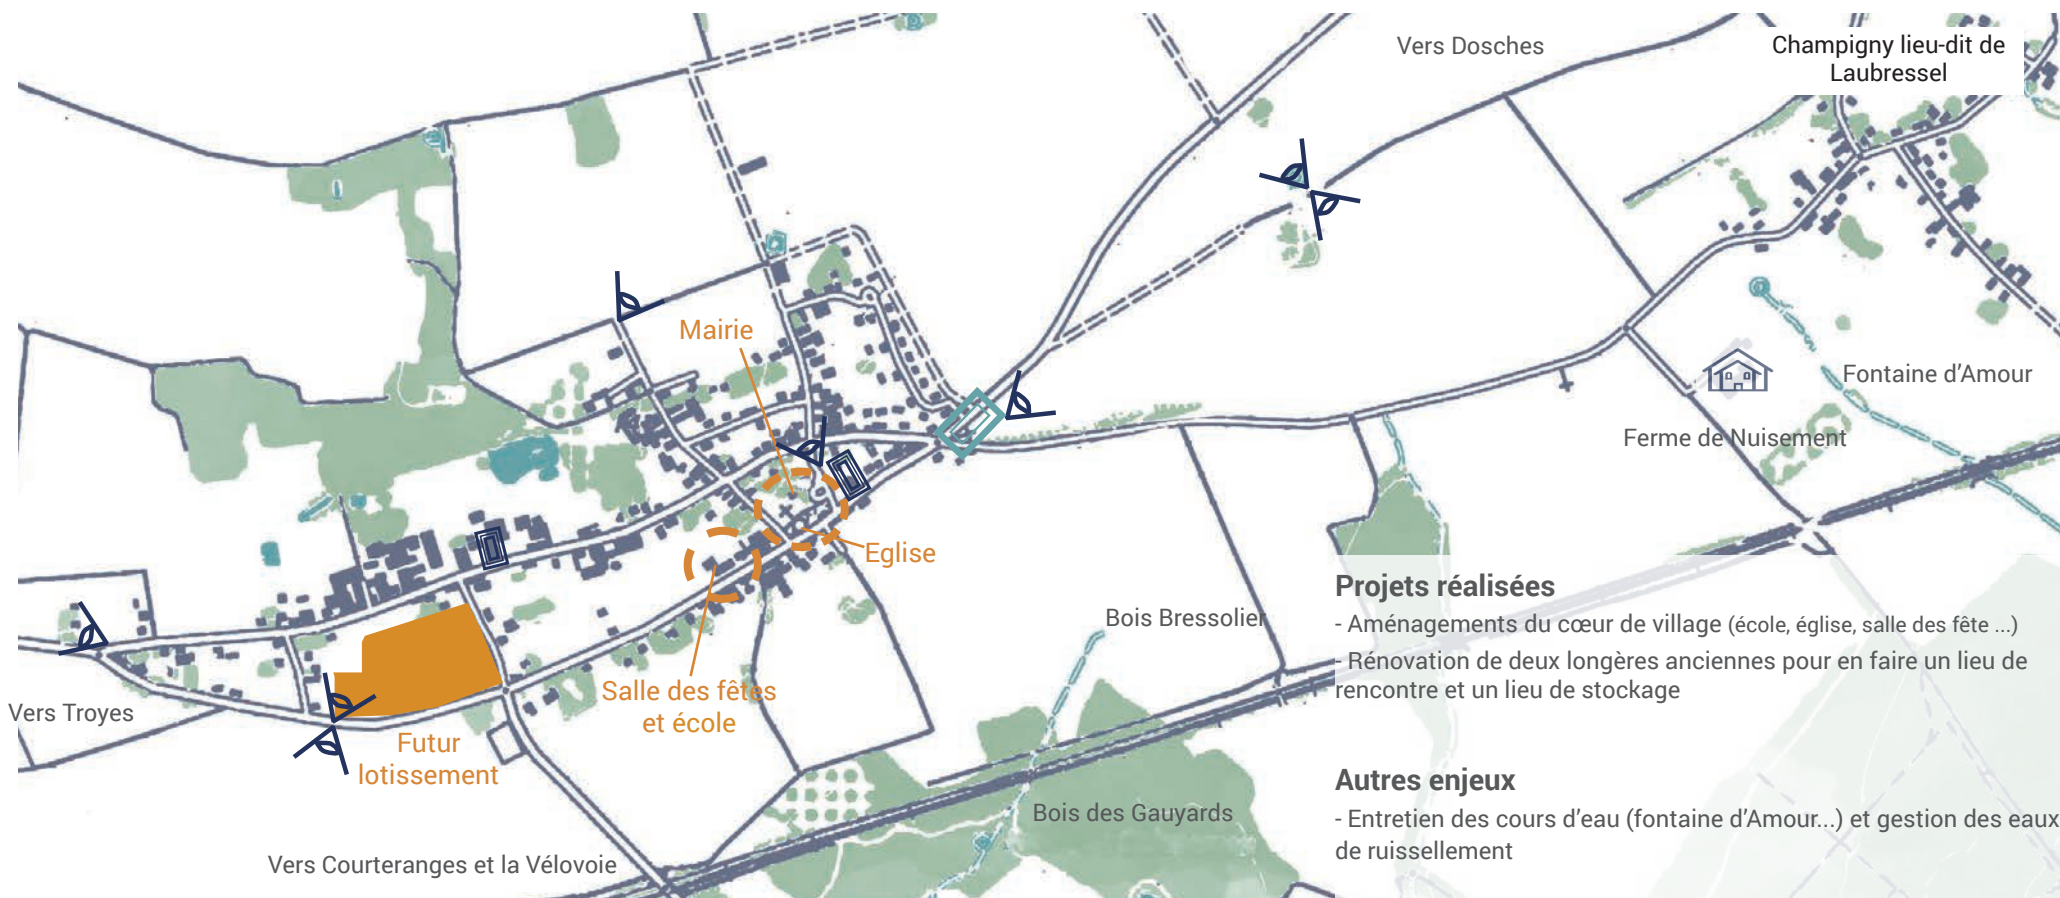 Vers Dosches
Champigny lieu-dit de
Laubressel
Mairie
Fontaine d’Amour
Ferme de Nuisement
Eglise
Bois Bressolier
Projets réalisées
- Aménagements du cœur de village (école, église, salle des fête ...)
- Rénovation de deux longères anciennes pour en faire un lieu de
rencontre et un lieu de stockage
Salle des fêtes
et école
Vers Troyes
Futur
lotissement
Autres enjeux
- Entretien des cours d’eau (fontaine d’Amour...) et gestion des eaux
de ruissellement
Bois des Gauyards
Vers Courteranges et la Vélovoie